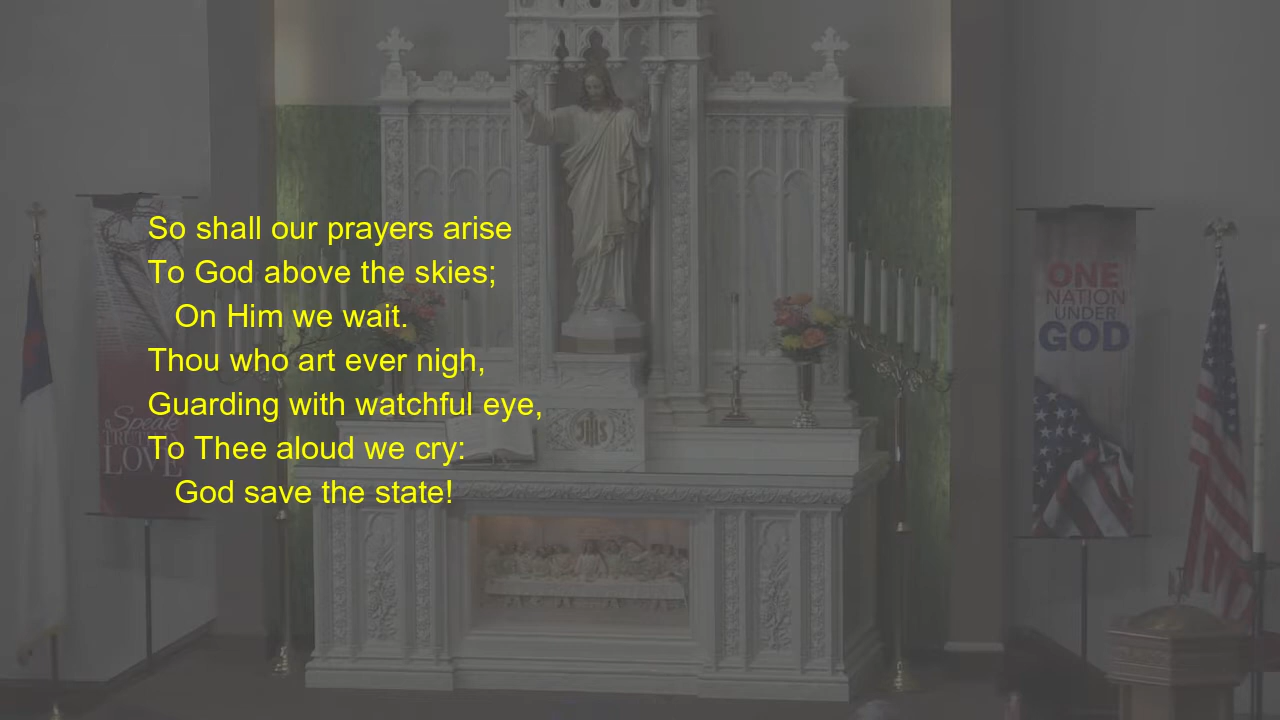 So shall our prayers arise
To God above the skies;
On Him we wait.
Thou who art ever nigh,
Guarding with watchful eye,
To Thee aloud we cry:
God save the state!
Speak
TRUTH IN
LOVE
ONE
NATION
UNDER
GOD
IHS